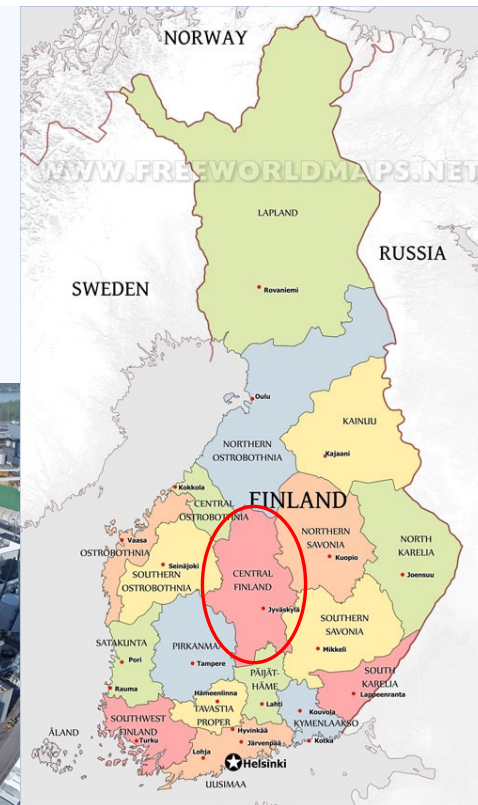 NORWAY
WWW.FREEWORLDMAPS.NET
LAPLAND
RUSSIA
SWEDEN
Rovaniemi
Oulu
KAINUU
NORTHERN
OSTROBOTHNIA
Kajaani
Kokkola
FINLAND
CENTRAL
OSTROBOTHNIA
Vaasa
OSTROBOTHNIA
NORTHERN
SAVONIA
Kuopio
NORTH
KARELIA
Joensuu
Seinäjoki
SOUTHERN
OSTROBOTHNIA
CENTRAL
FINLAND
Jyväskylä
SOUTHERN
SAVONIA
Mikkeli
SATAKUNTA
Pori
PIRKANMAA
Tampere
PÄIJÄT-
HÄME
Lahti
SOUTH
KARELIA
Lappeenranta
Rauma
Hämeenlinna
TAVASTIA
PROPER
Kouvola
KYMENLAAKSO
Kotka
SOUTHWEST
FINLAND
Turku
Hyvinkää
Järvenpää
Lohja
ÅLAND
Helsinki
UUSIMAA